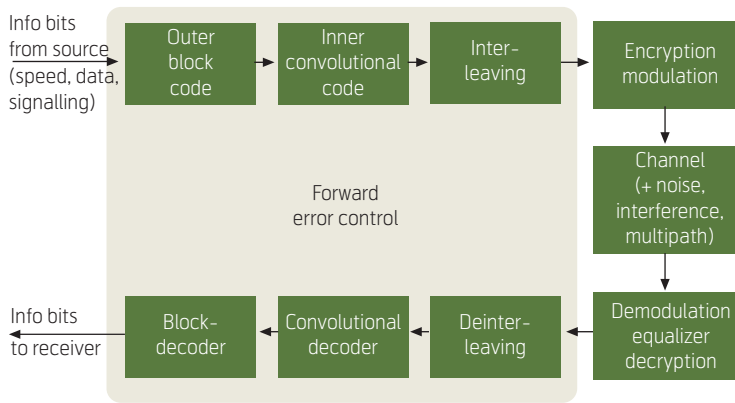 Info bits
from source
(speed, data,
signalling)
Outer
block
code
Inner
convolutional
code
Inter-
leaving
Encryption
modulation
Channel
(+ noise,
interference,
multipath)
Forward
error control
Info bits
to receiver
Block-
decoder
Convolutional
decoder
Deinter-
leaving
Demodulation
equalizer
decryption